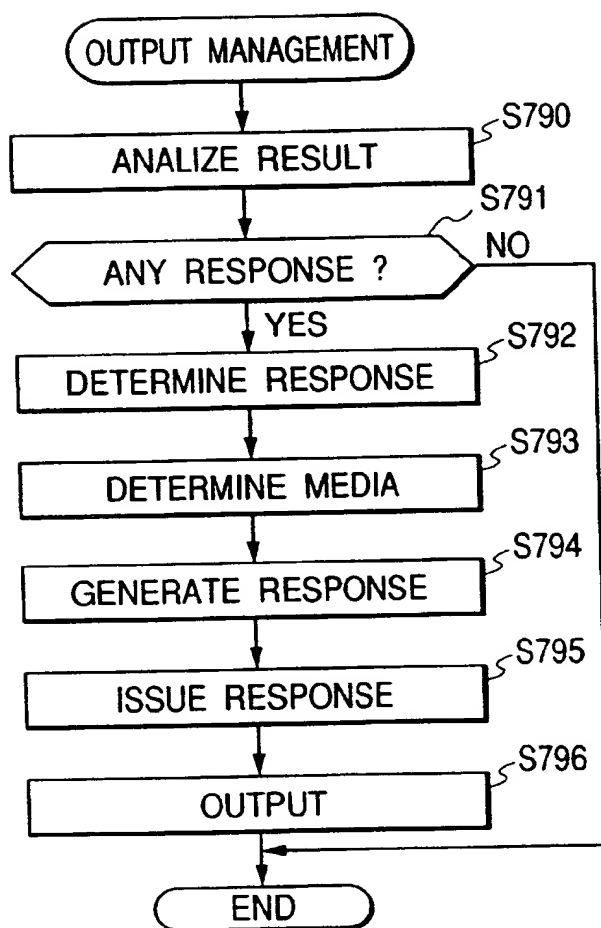 OUTPUT MANAGEMENT
S790
ANALIZE RESULT
S791
ANY RESPONSE ?
NO
YES
S792
DETERMINE RESPONSE
S793
DETERMINE MEDIA
S794
GENERATE RESPONSE
S795
ISSUE RESPONSE
S796
OUTPUT
END